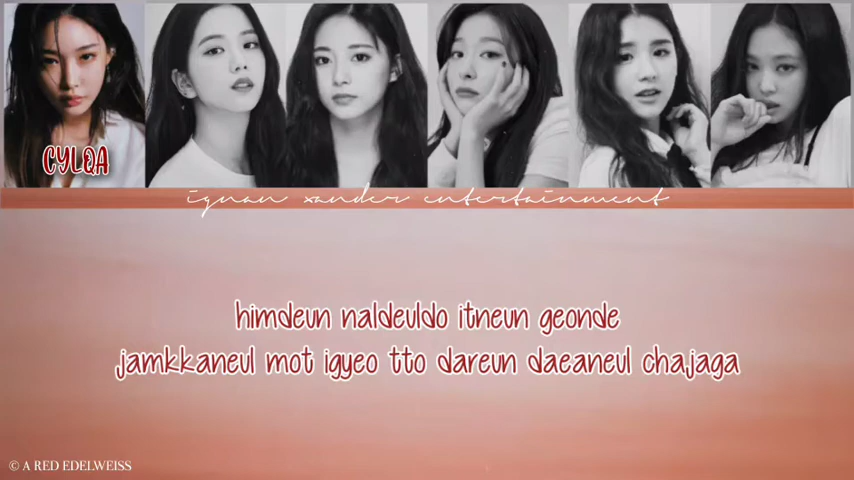 CYLQA
iguan xander entertainment
himdeun naldeuldo itneun geonde
jamkkaneul mot igyeo tto dareun daeaneul chajaga
© A RED EDELWEISS